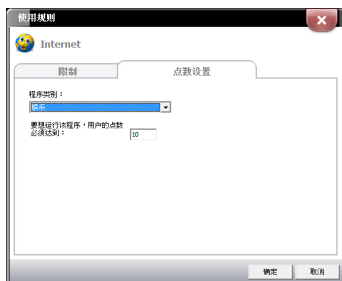 使用规则
Internet
限制
点数设置
程序类别：
娱乐
要想运行该程序，用户的点数
必须达到：
10
确定
取消